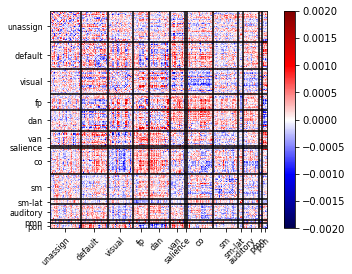 unassign
default
visual
fp
dan
van
salience
co
sm
sm-lat
auditory
pmn
pon
unassign
default
visual
fp
dan
van
salience
co
sm
sm-lat
auditory
0.0020
0.0015
0.0010
0.0005
0.0000
−0.0005
−0.0010
−0.0015
−0.0020